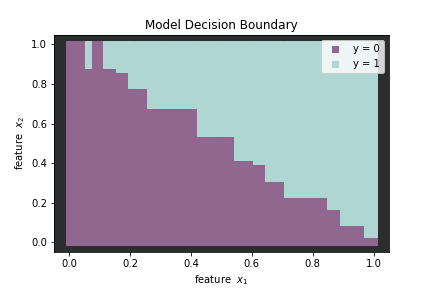 Model Decision Boundary
y = 0
y = 1
feature x₂
1.0
0.8
0.6
0.4
0.2
0.0
0.0 0.2 0.4 0.6 0.8 1.0
feature x₁